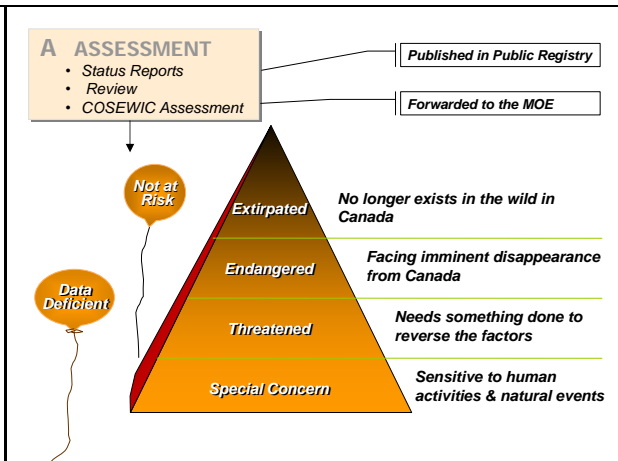 A ASSESSMENT
• Status Reports
• Review
• COSEWIC Assessment
Published in Public Registry
Forwarded to the MOE
Not at
Risk
Data
Deficient
Extirpated
No longer exists in the wild in
Canada
Endangered
Facing imminent disappearance
from Canada
Threatened
Needs something done to
reverse the factors
Special Concern
Sensitive to human
activities & natural events